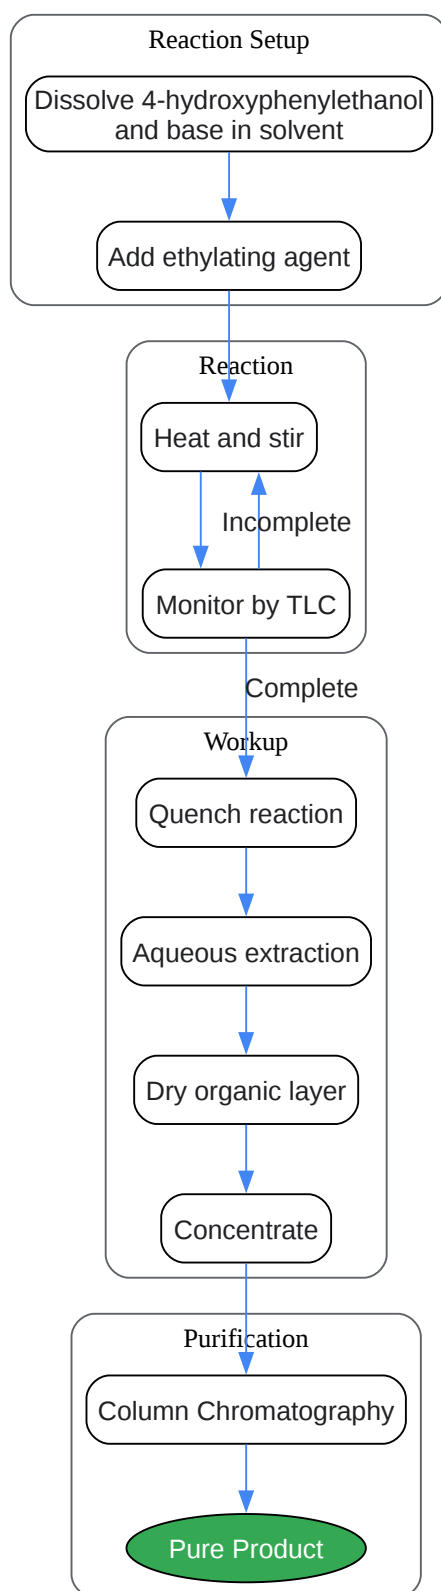 Reaction Setup
Dissolve 4-hydroxyphenylethanol
and base in solvent
Add ethylating agent
Reaction
Heat and stir
Incomplete
Monitor by TLC
Complete
Workup
Quench reaction
Aqueous extraction
Dry organic layer
Concentrate
Purification
Column Chromatography
Pure Product